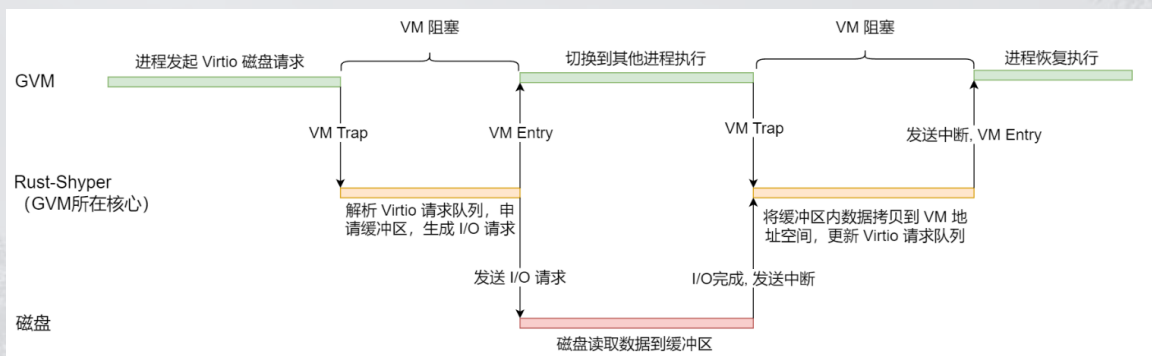 VM 阻塞
VM 阻塞
进程发起 Virtio 磁盘请求
切换到其他进程执行
进程恢复执行
GVM
VM Trap
VM Entry
VM Trap
发送中断, VM Entry
Rust-Shyper
（GVM所在核心）
解析 Virtio 请求队列，申
请缓冲区，生成 I/O 请求
将缓冲区内数据拷贝到 VM 地
址空间，更新 Virtio 请求队列
发送 I/O 请求
I/O完成, 发送中断
磁盘
磁盘读取数据到缓冲区